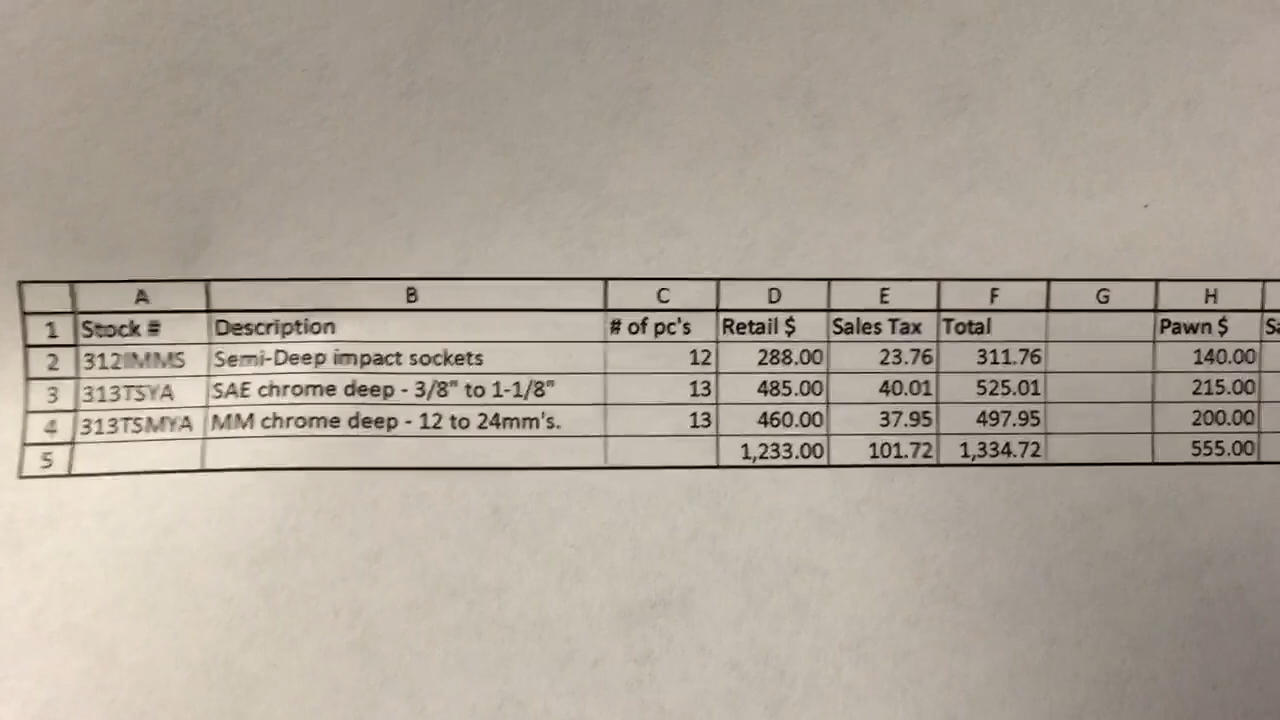 A B C D E F G H
1 Stock # Description # of pc's Retail $ Sales Tax Total Pawn $
2 312IMMS Semi-Deep impact sockets 12 288.00 23.76 311.76 140.00
3 313TSYA SAE chrome deep - 3/8" to 1-1/8" 13 485.00 40.01 525.01 215.00
4 313TSMYA MM chrome deep - 12 to 24mm's. 13 460.00 37.95 497.95 200.00
5 1,233.00 101.72 1,334.72 555.00